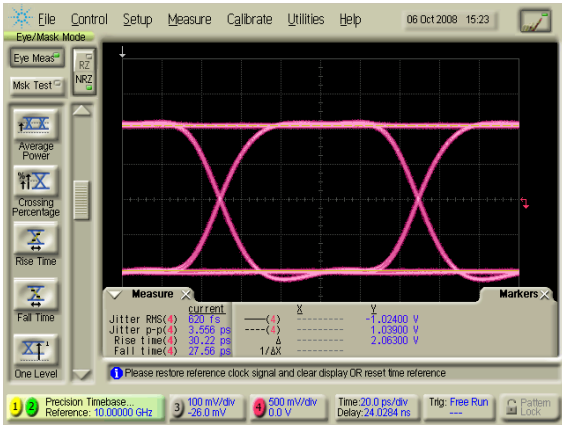 File Control Setup Measure Calibrate Utilities Help 06 Oct 2008 15:23
Eye/Mask Mode
Eye Meas
RZ
NRZ
Msk Test
Average Power
Crossing Percentage
Rise Time
Fall Time
One Level
Measure
Markers
current X Y
Jitter RMS(4) 620 fs ——(4) --------- -1.02400 V
Jitter p-p(4) 3.556 ps ----(4) --------- 1.03900 V
Rise time(4) 30.22 ps Δ --------- 2.06300 V
Fall time(4) 27.56 ps 1/ΔX ---------
Please restore reference clock signal and clear display OR reset time reference
1 2 Precision Timebase...
Reference: 10.00000 GHz
3 100 mV/div
-26.0 mV
4 500 mV/div
0.0 V
Time:20.0 ps/div
Delay:24.0284 ns
Trig: Free Run
---
Pattern Lock